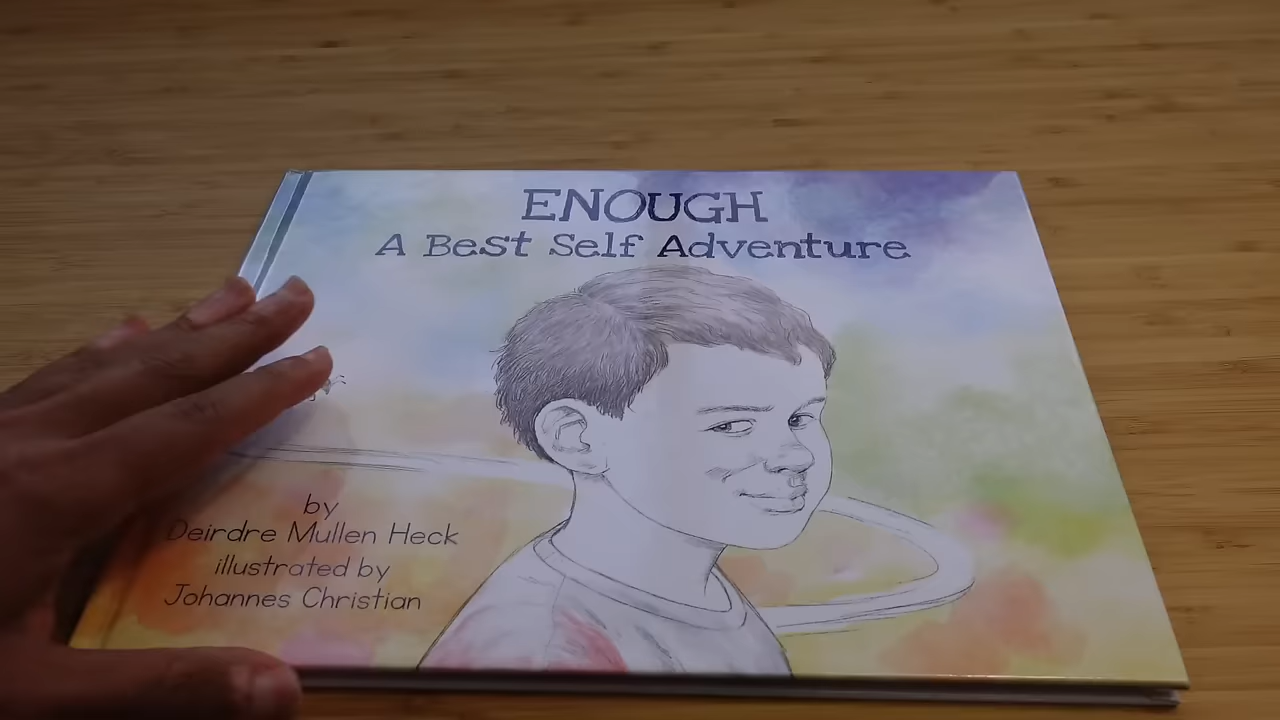 ENOUGH
A Best Self Adventure
by
Deirdre Mullen Heck
illustrated by
Johannes Christian